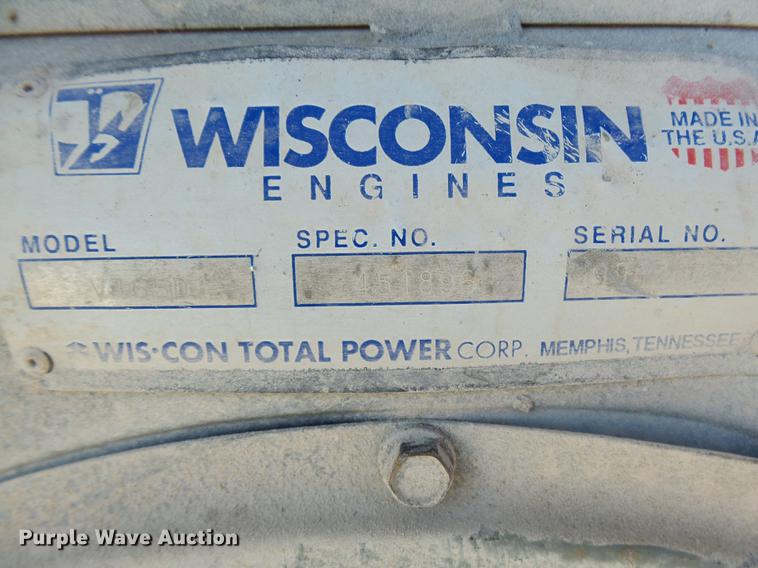 WISCONSIN
ENGINES
MADE IN
THE U.S.A
MODEL
SPEC. NO.
SERIAL NO.
WIS·CON TOTAL POWER CORP. MEMPHIS, TENNESSEE
Purple Wave Auction